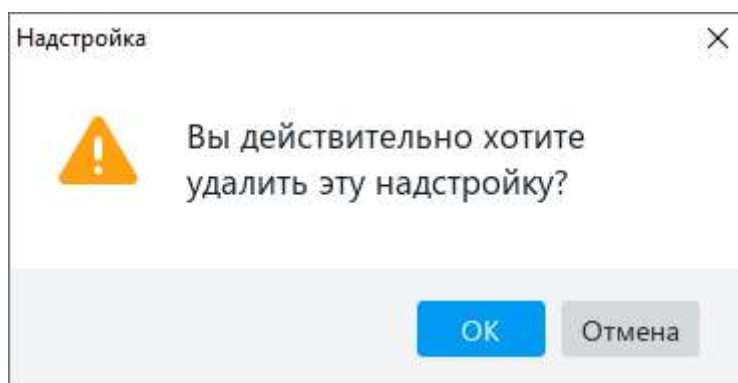 Надстройка
Вы действительно хотите
удалить эту надстройку?
ОК
Отмена